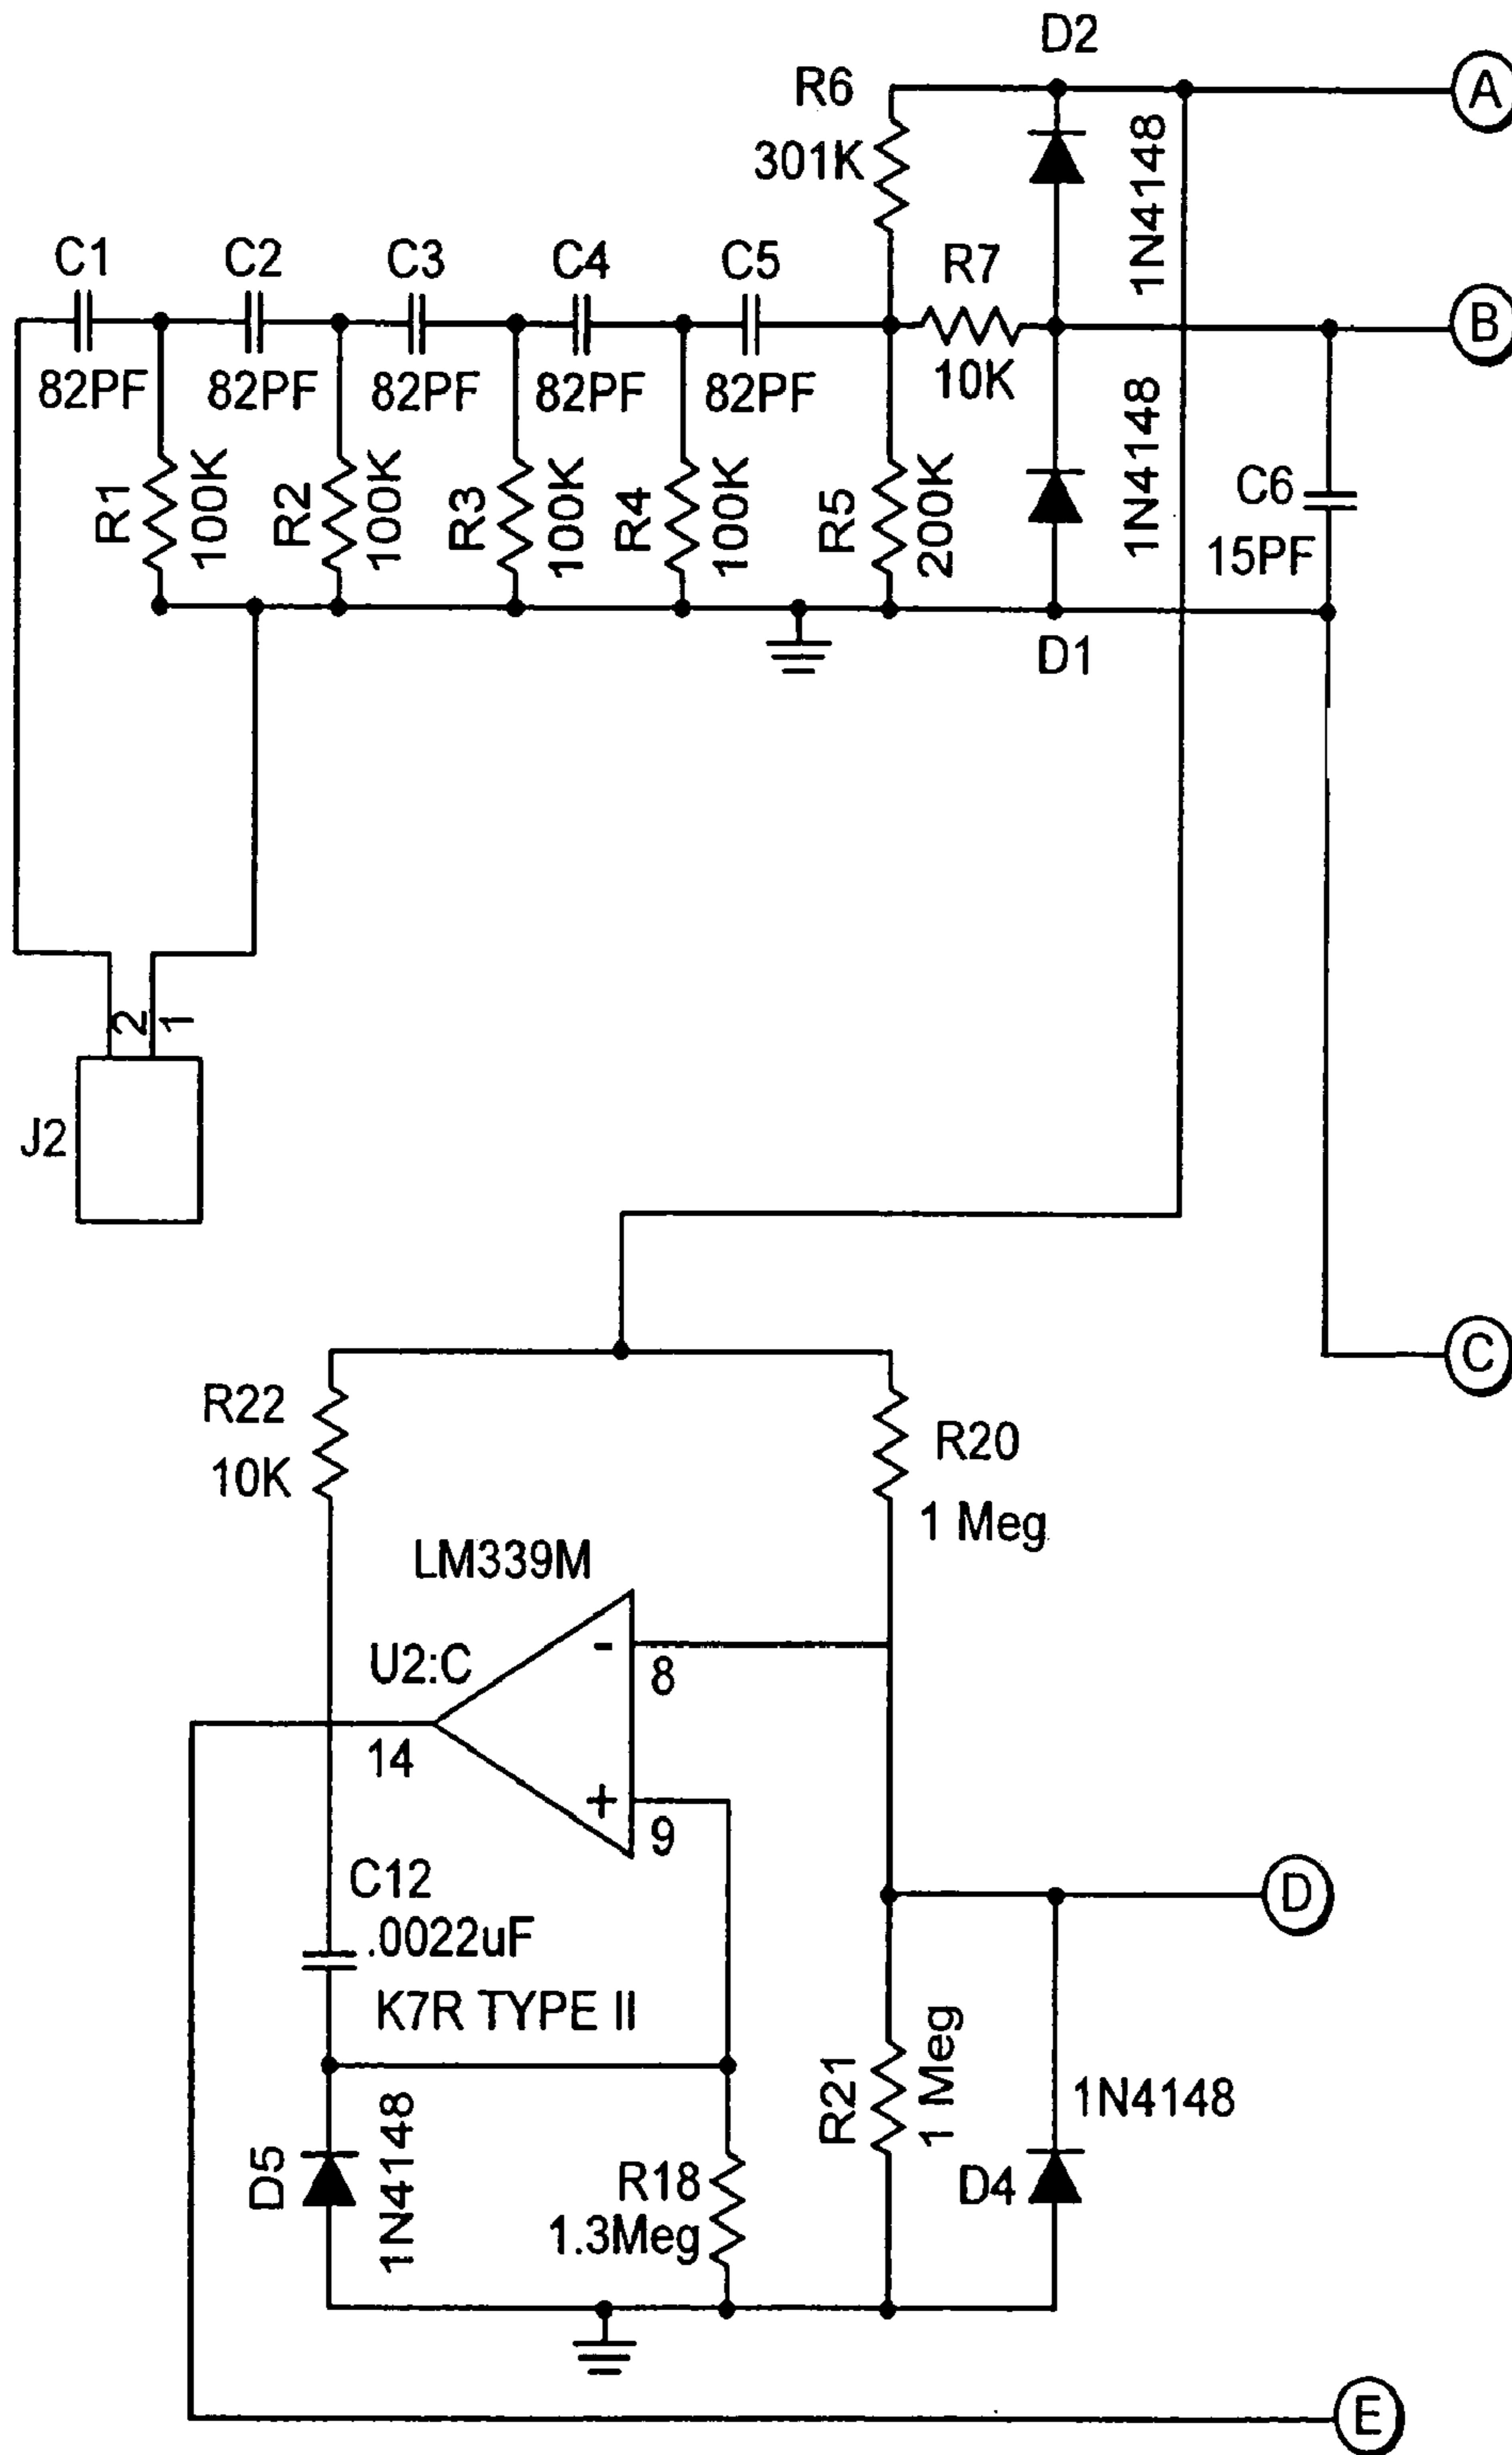 D2
R6
301K
1N4148
A
C1
C2
C3
C4
C5
R7
B
82PF
82PF
82PF
82PF
82PF
10K
R1
100K
R2
100K
R3
100K
R4
100K
R5
200K
1N4148
C6
15PF
D1
2
1
J2
C
R22
10K
R20
1 Meg
LM339M
U2:C
-
8
14
+
9
C12
.0022uF
K7R TYPE II
D
D5
1N4148
R18
1.3Meg
R21
1 Meg
1N4148
D4
E